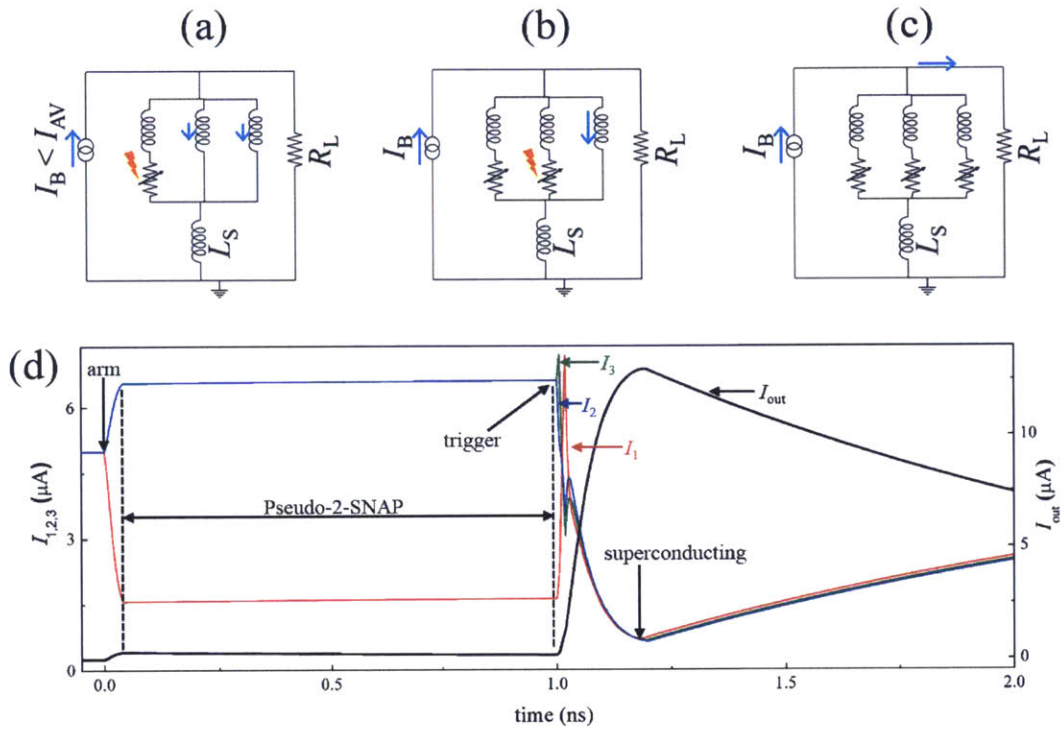 (a)
(b)
(c)
I_B < I_AV
R_L
L_S
I_B
R_L
L_S
I_B
R_L
L_S
(d)
arm
I_3
I_2
I_out
trigger
I_1
Pseudo-2-SNAP
superconducting
6
3
0
I_1,2,3 (μA)
10
5
0
I_out (μA)
0.0
0.5
1.0
1.5
2.0
time (ns)